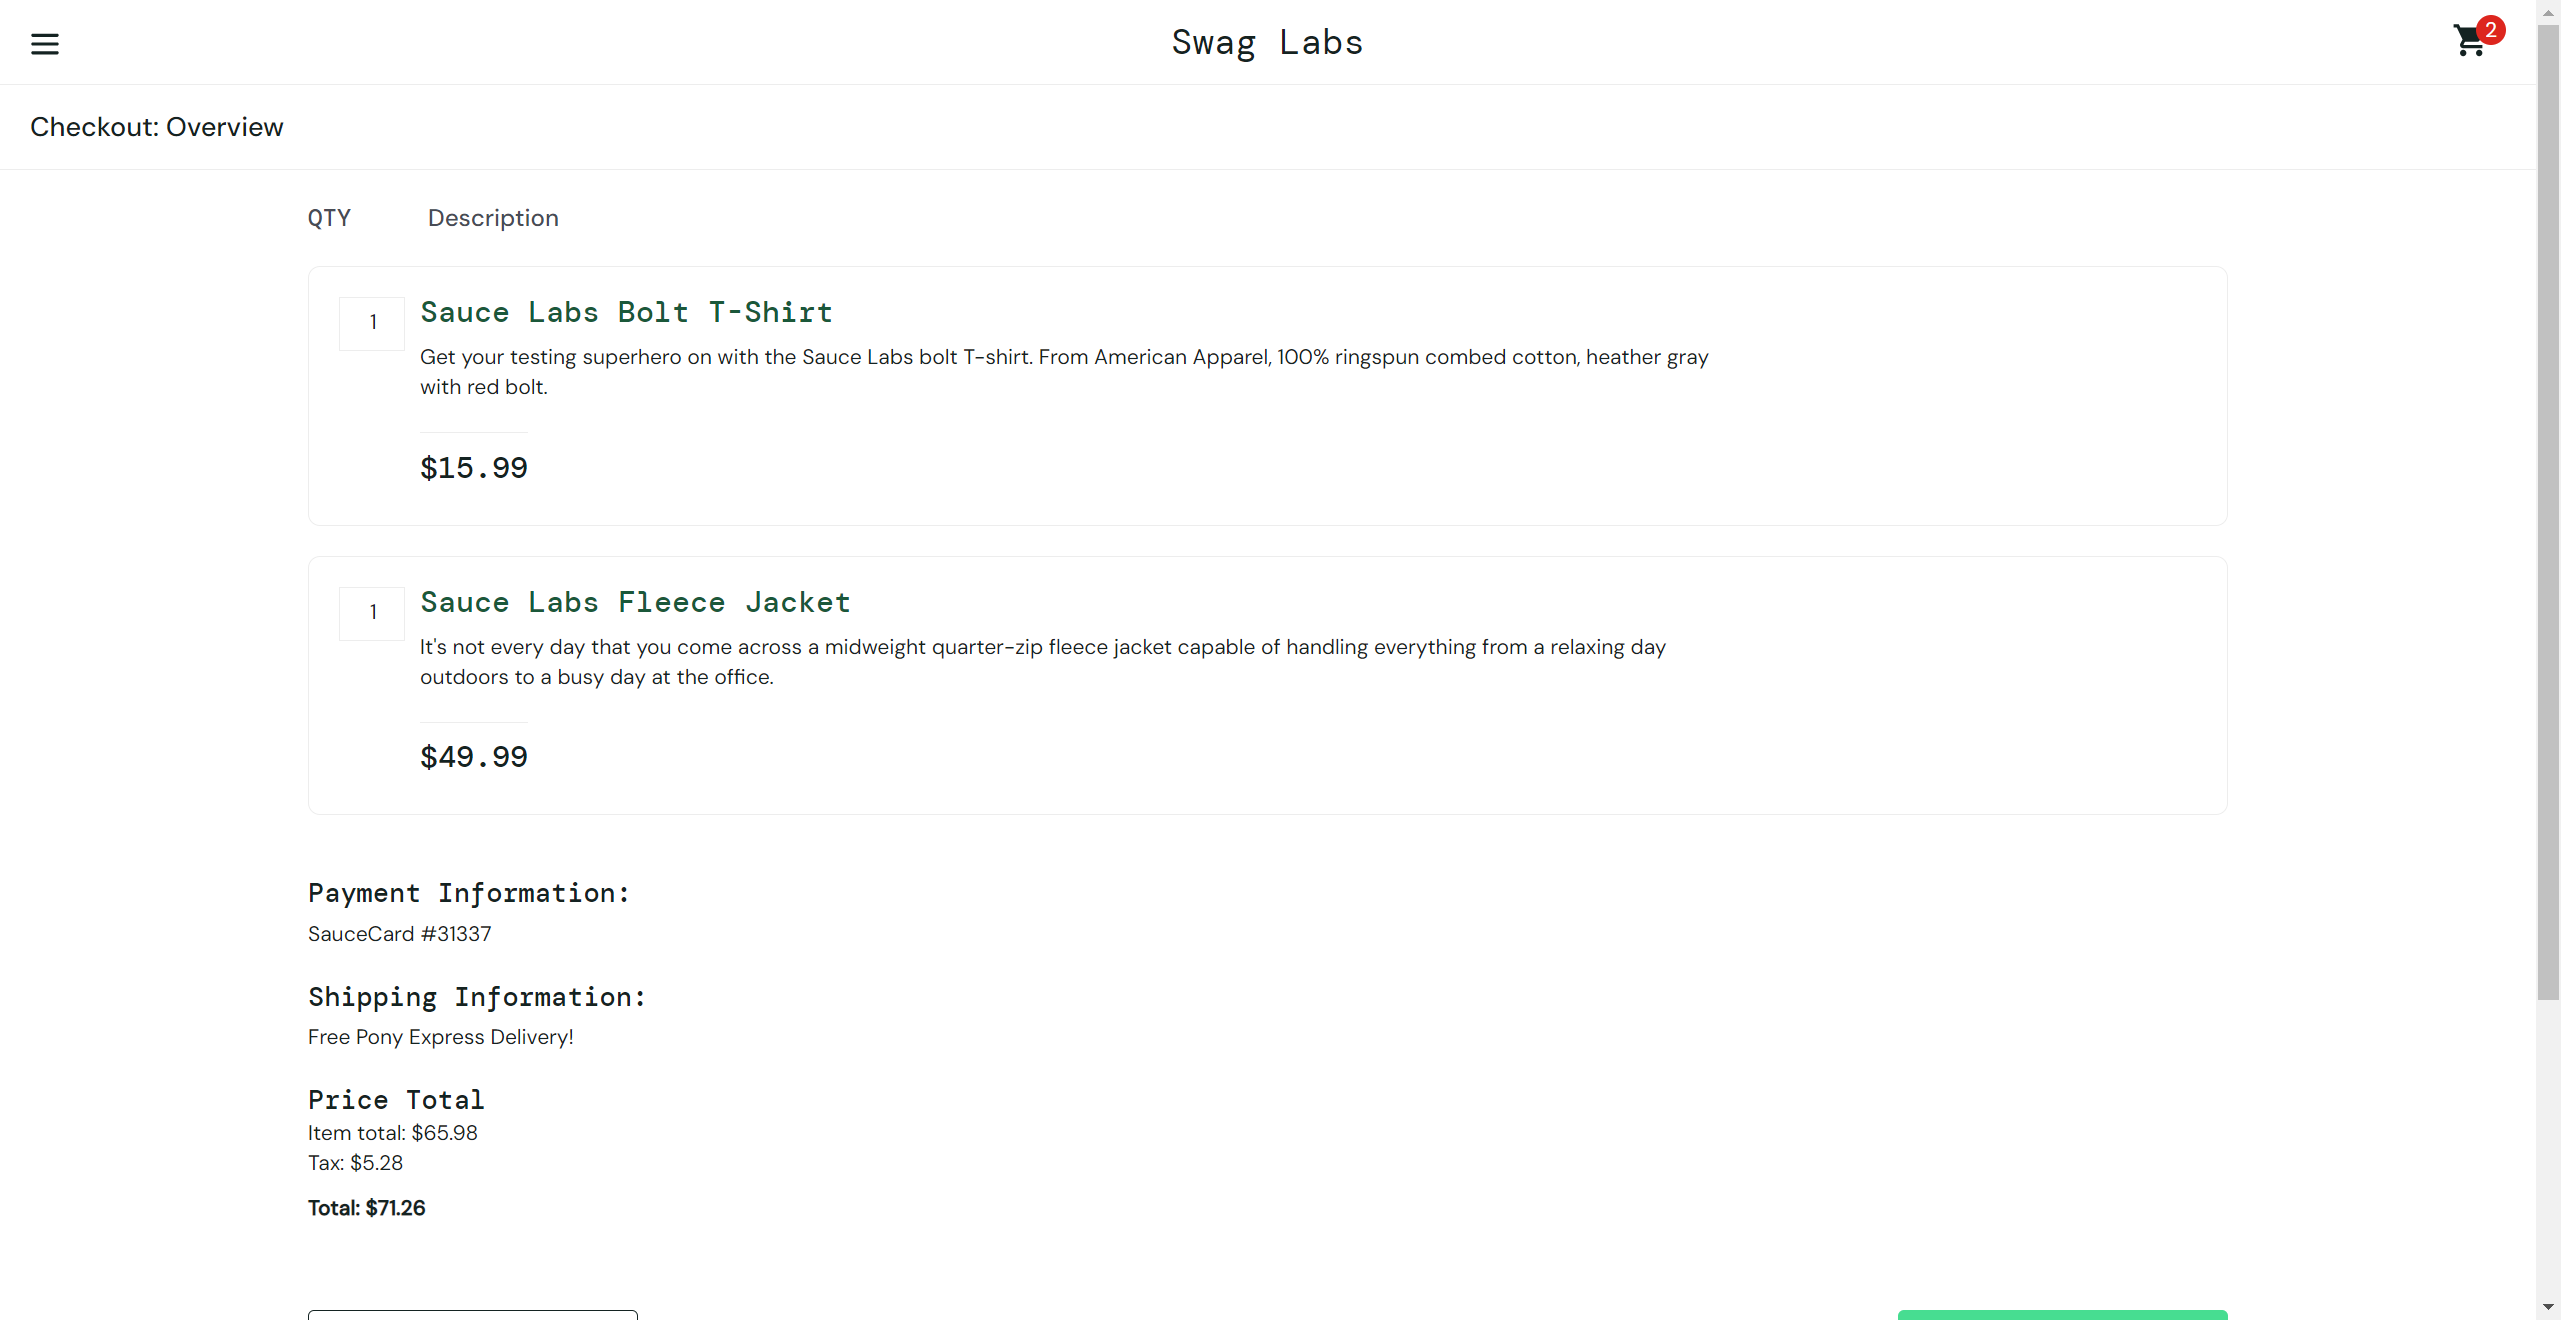 Swag Labs
2
Checkout: Overview
QTY Description
1
Sauce Labs Bolt T-Shirt
Get your testing superhero on with the Sauce Labs bolt T-shirt. From American Apparel, 100% ringspun combed cotton, heather gray
with red bolt.
$15.99
1
Sauce Labs Fleece Jacket
It's not every day that you come across a midweight quarter-zip fleece jacket capable of handling everything from a relaxing day
outdoors to a busy day at the office.
$49.99
Payment Information:
SauceCard #31337
Shipping Information:
Free Pony Express Delivery!
Price Total
Item total: $65.98
Tax: $5.28
Total: $71.26